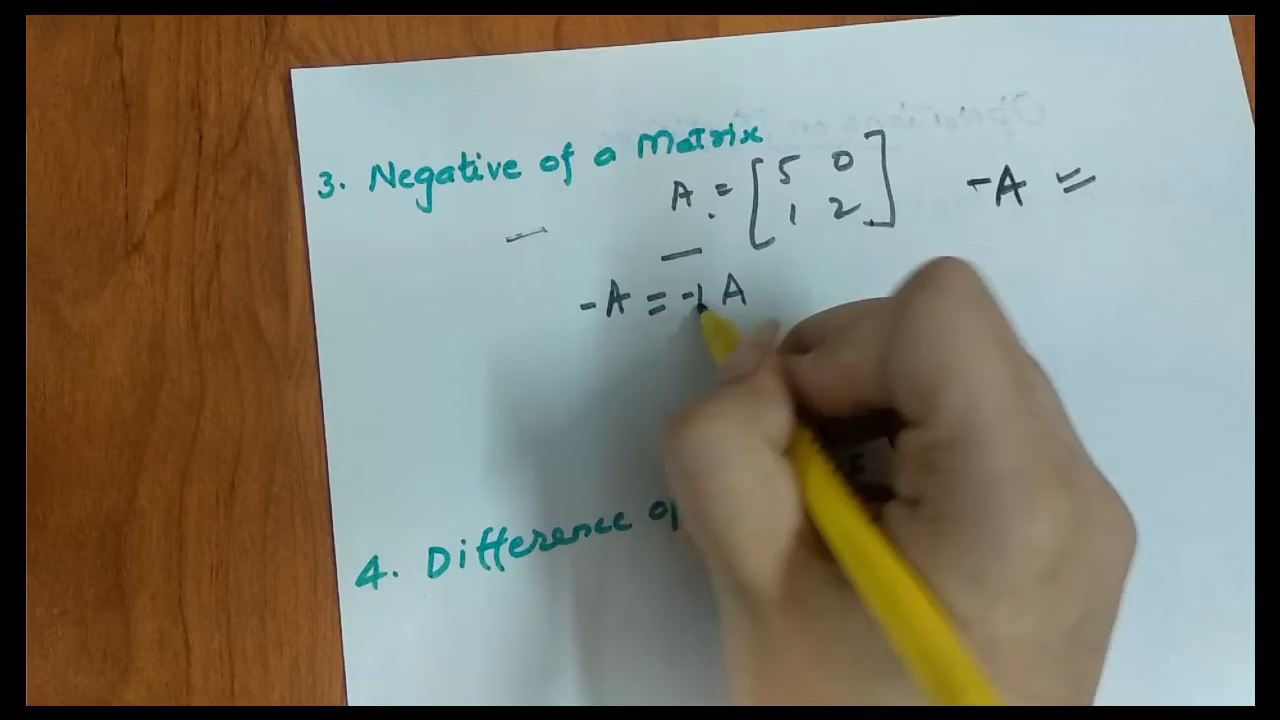 3. Negative of a Matrix
A = [5 0
1 2] -A =
-A = -1 A
4. Difference of